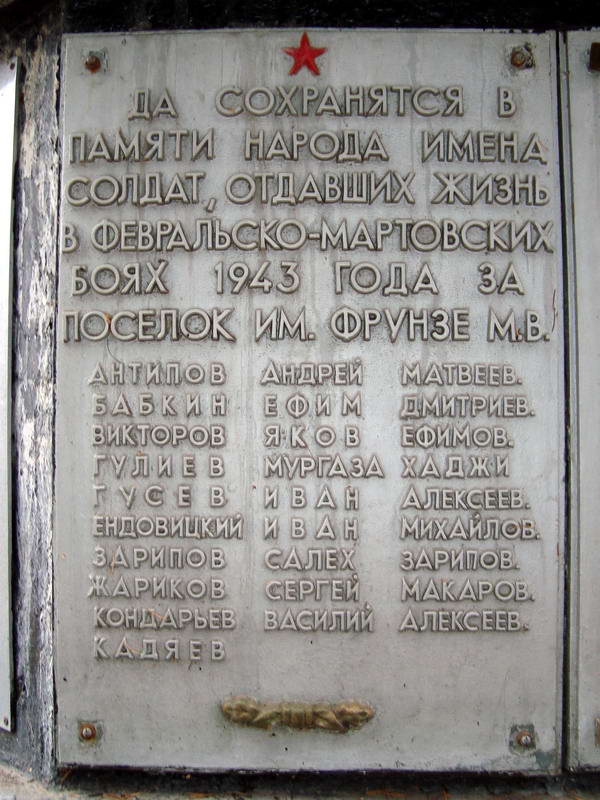 ДА СОХРАНЯТСЯ В
ПАМЯТИ НАРОДА ИМЕНА
СОЛДАТ, ОТДАВШИХ ЖИЗНЬ
В ФЕВРАЛЬСКО-МАРТОВСКИХ
БОЯХ 1943 ГОДА ЗА
ПОСЕЛОК ИМ. ФРУНЗЕ М.В.
АНТИПОВ АНДРЕЙ МАТВЕЕВ.
БАБКИН ЕФИМ ДМИТРИЕВ.
ВИКТОРОВ ЯКОВ ЕФИМОВ.
ГУЛИЕВ МУРГАЗА ХАДЖИ
ГУСЕВ ИВАН АЛЕКСЕЕВ.
ЕНДОВИЦКИЙ ИВАН МИХАЙЛОВ.
ЗАРИПОВ САЛЕХ ЗАРИПОВ.
ЖАРИКОВ СЕРГЕЙ МАКАРОВ.
КОНДАРЬЕВ ВАСИЛИЙ АЛЕКСЕЕВ.
КАДЯЕВ